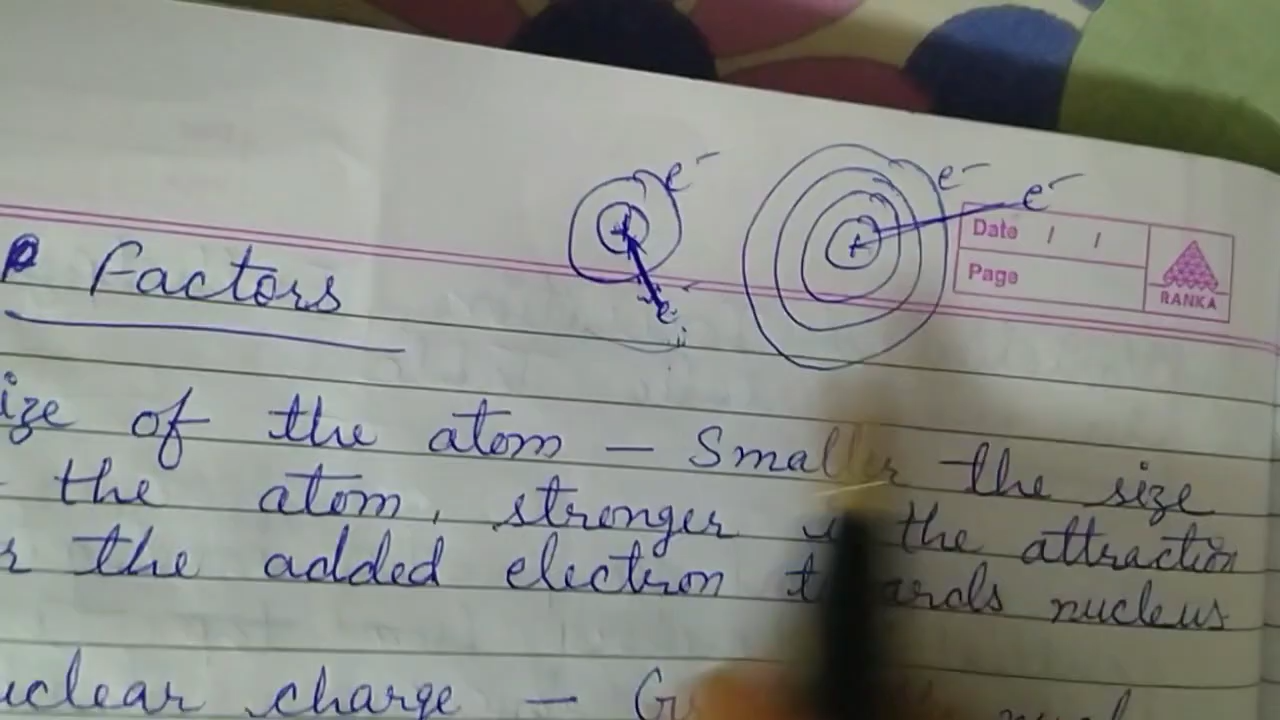 e⁻
e⁻
e⁻
e⁻
Date / /
Page
RANKA
Factors
ize of the atom – Smaller the size
the atom, stronger the attraction
r the added electron towards nucleus
uclear charge –